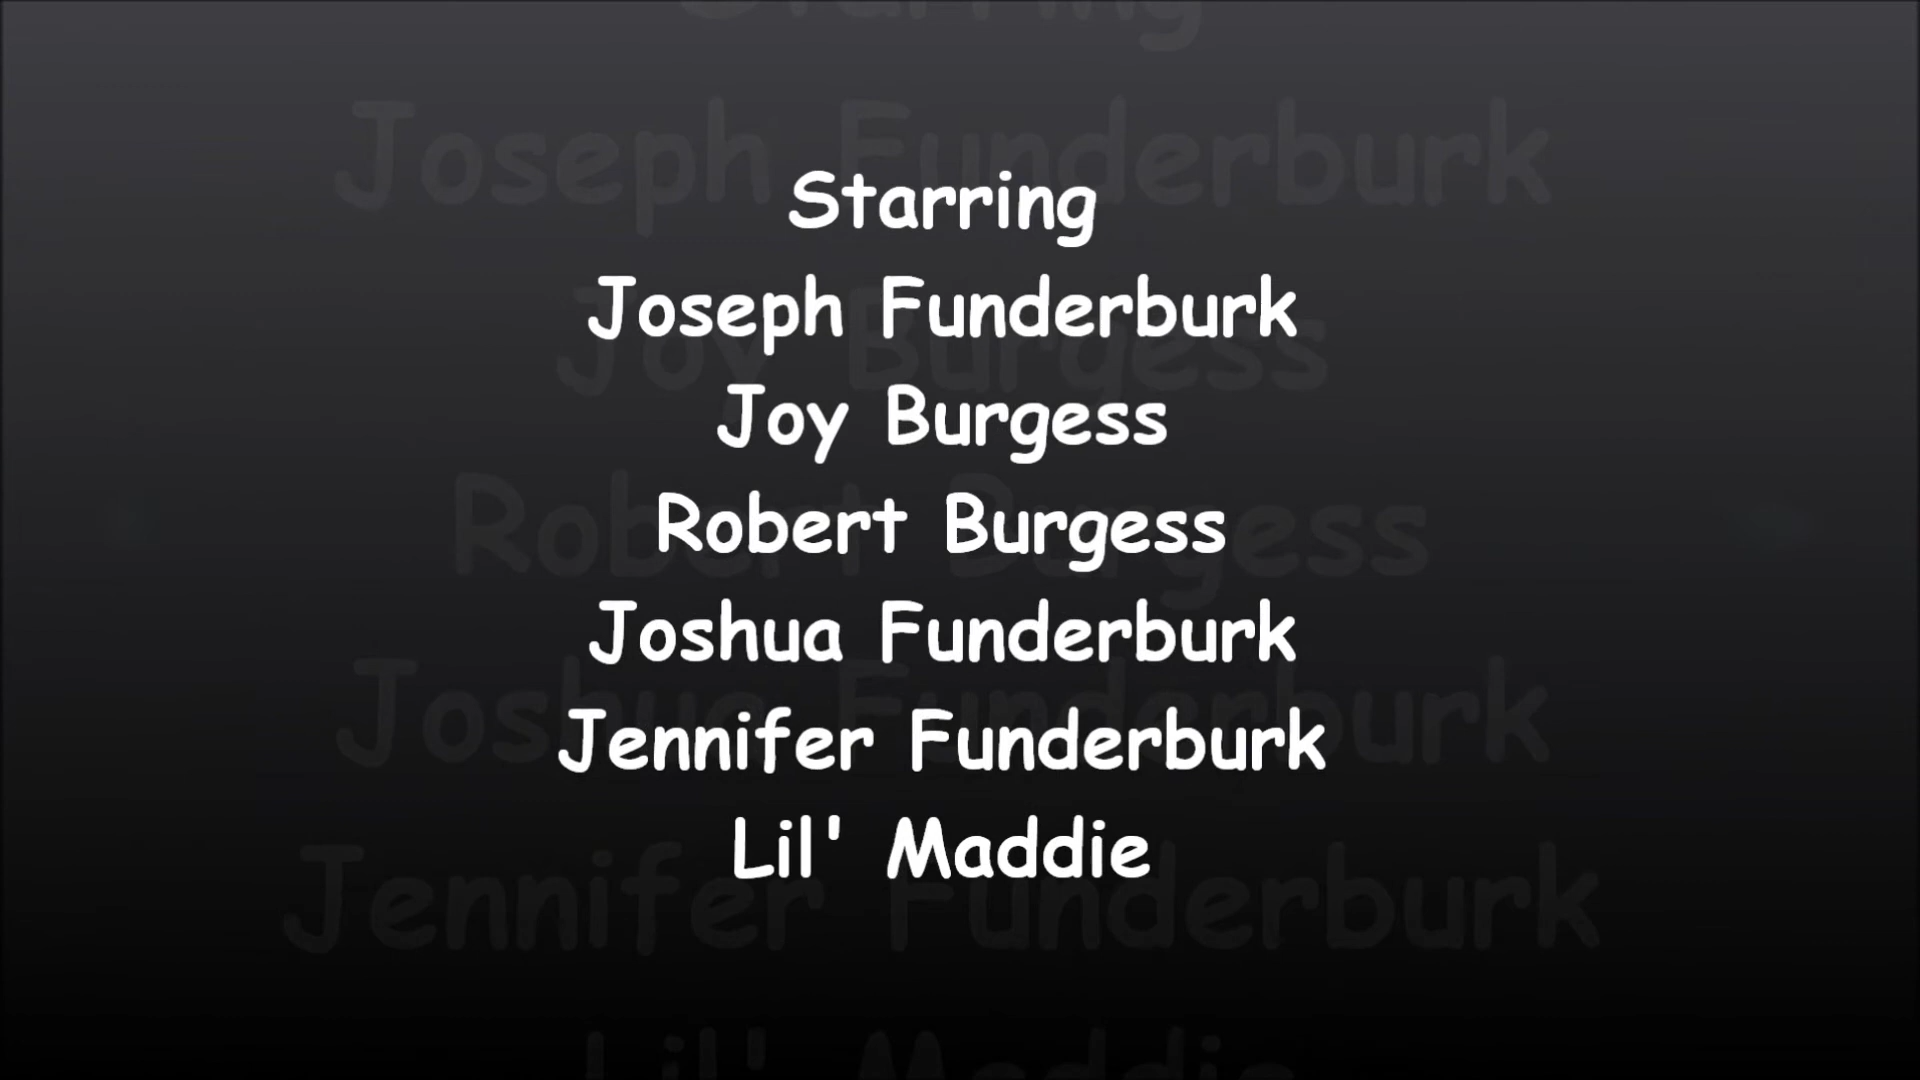 Starring
Joseph Funderburk
Joy Burgess
Robert Burgess
Joshua Funderburk
Jennifer Funderburk
Lil' Maddie